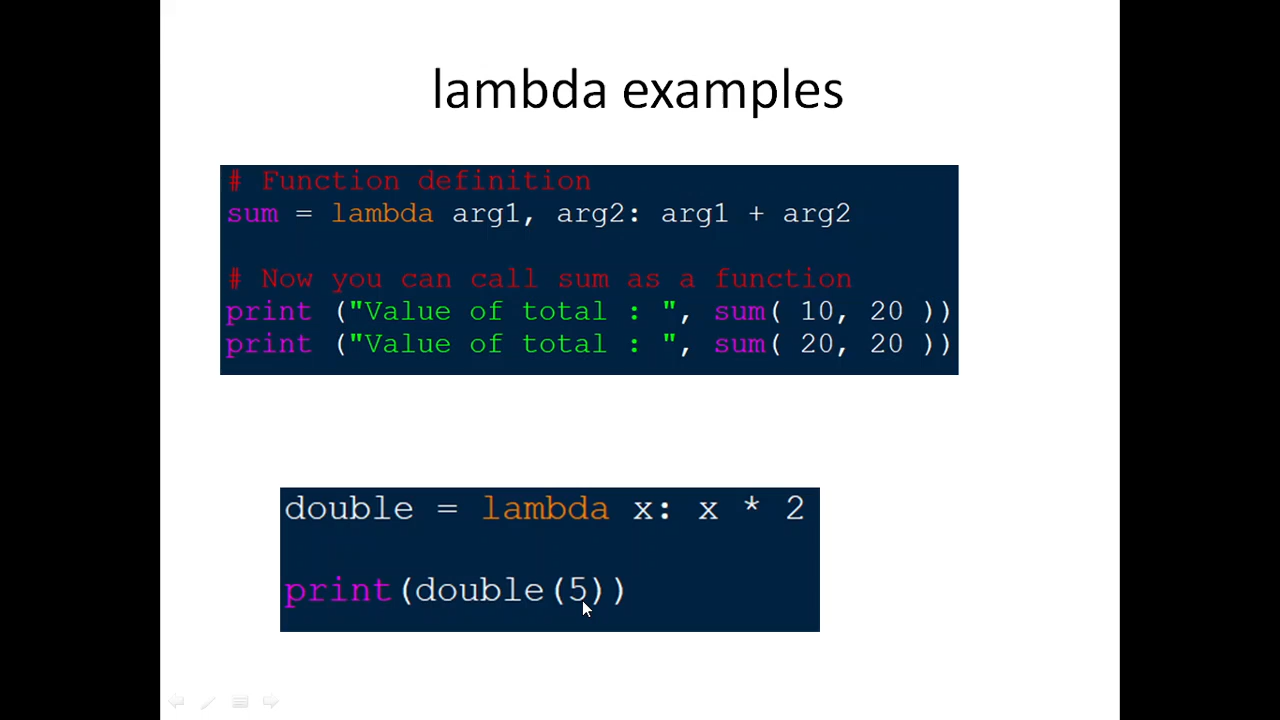 lambda examples
# Function definition
sum = lambda arg1, arg2: arg1 + arg2
# Now you can call sum as a function
print ("Value of total : ", sum( 10, 20 ))
print ("Value of total : ", sum( 20, 20 ))
double = lambda x: x * 2
print(double(5))